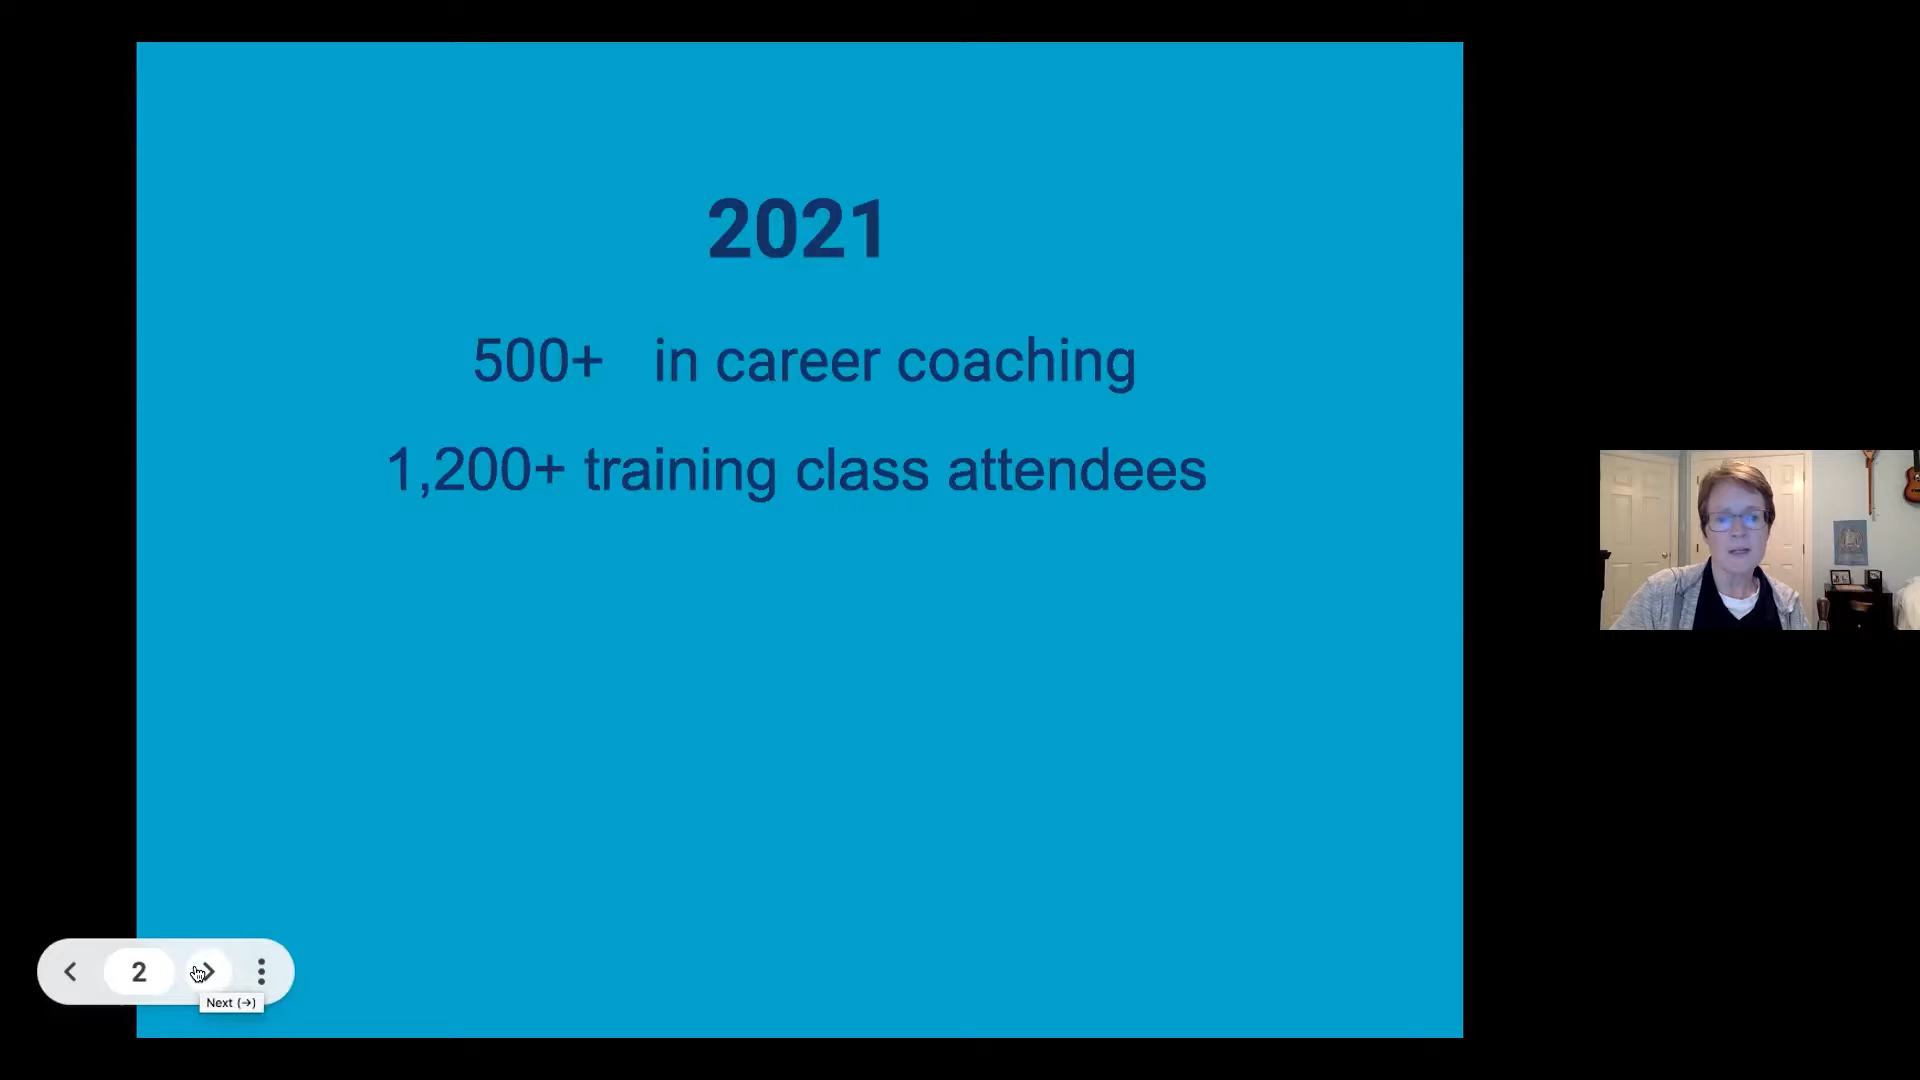 2021
500+ in career coaching
1,200+ training class attendees
2
Next (→)